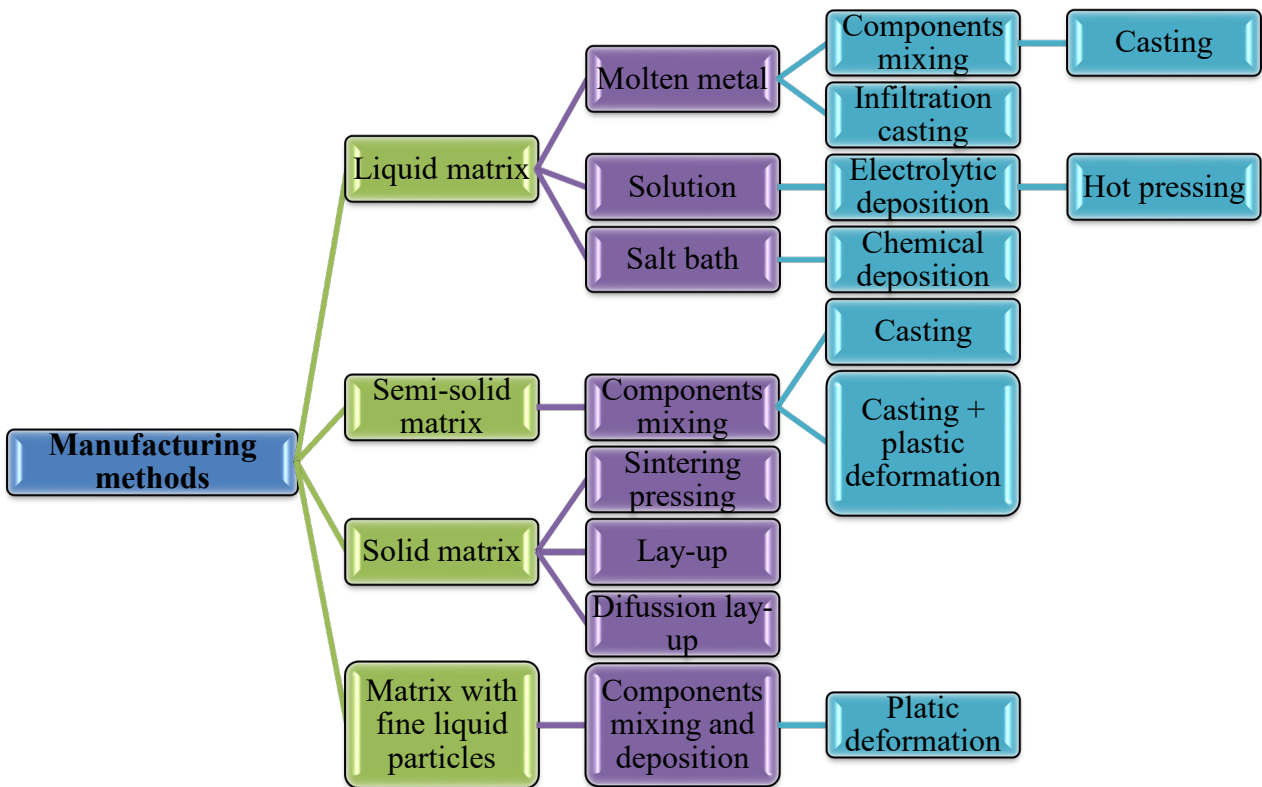 Manufacturing
methods
Liquid matrix
Molten metal
Components
mixing
Casting
Infiltration
casting
Solution
Electrolytic
deposition
Hot pressing
Salt bath
Chemical
deposition
Semi-solid
matrix
Components
mixing
Casting
Casting +
plastic
deformation
Solid matrix
Sintering
pressing
Lay-up
Difussion lay-
up
Matrix with
fine liquid
particles
Components
mixing and
deposition
Platic
deformation